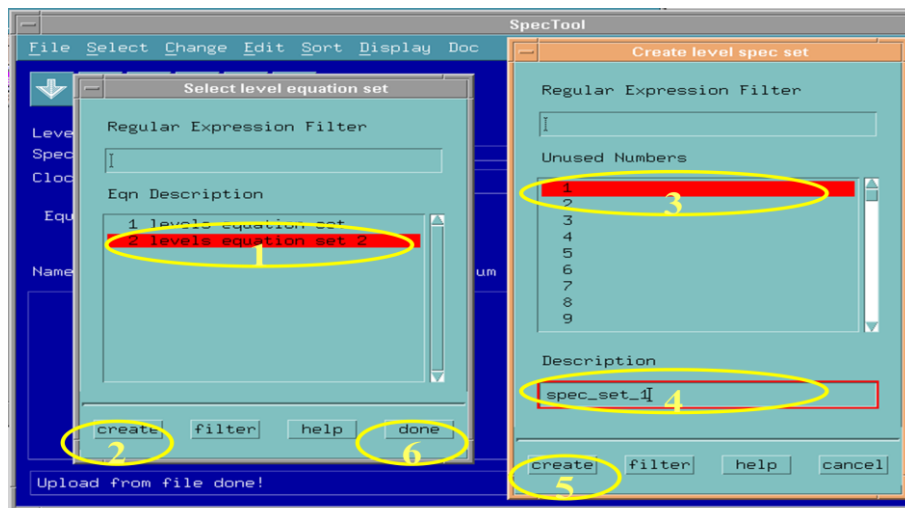 SpecTool
File Select Change Edit Sort Display Doc
Leve
Spec
Cloc
Equ
Name
um
Upload from file done!
Select level equation set
Regular Expression Filter
Eqn Description
1 levels equation set
2 levels equation set 2
1
create filter help done
2
6
Create level spec set
Regular Expression Filter
Unused Numbers
1
2
3
4
5
6
7
8
9
3
Description
spec_set_1
4
create filter help cancel
5